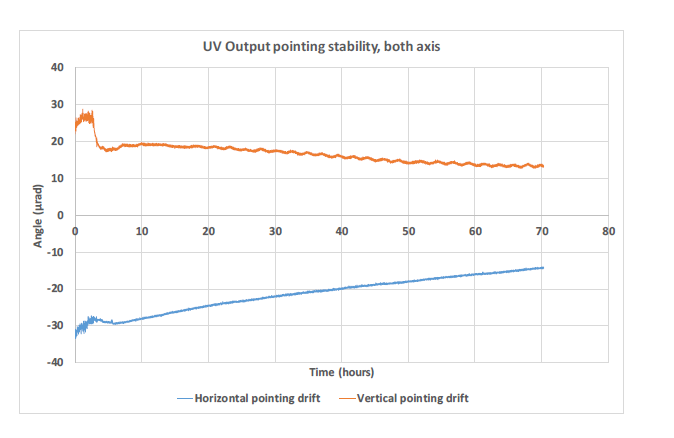 UV Output pointing stability, both axis
40
30
20
10
0
-10
-20
-30
-40
Angle (µrad)
0 10 20 30 40 50 60 70 80
Time (hours)
Horizontal pointing drift Vertical pointing drift